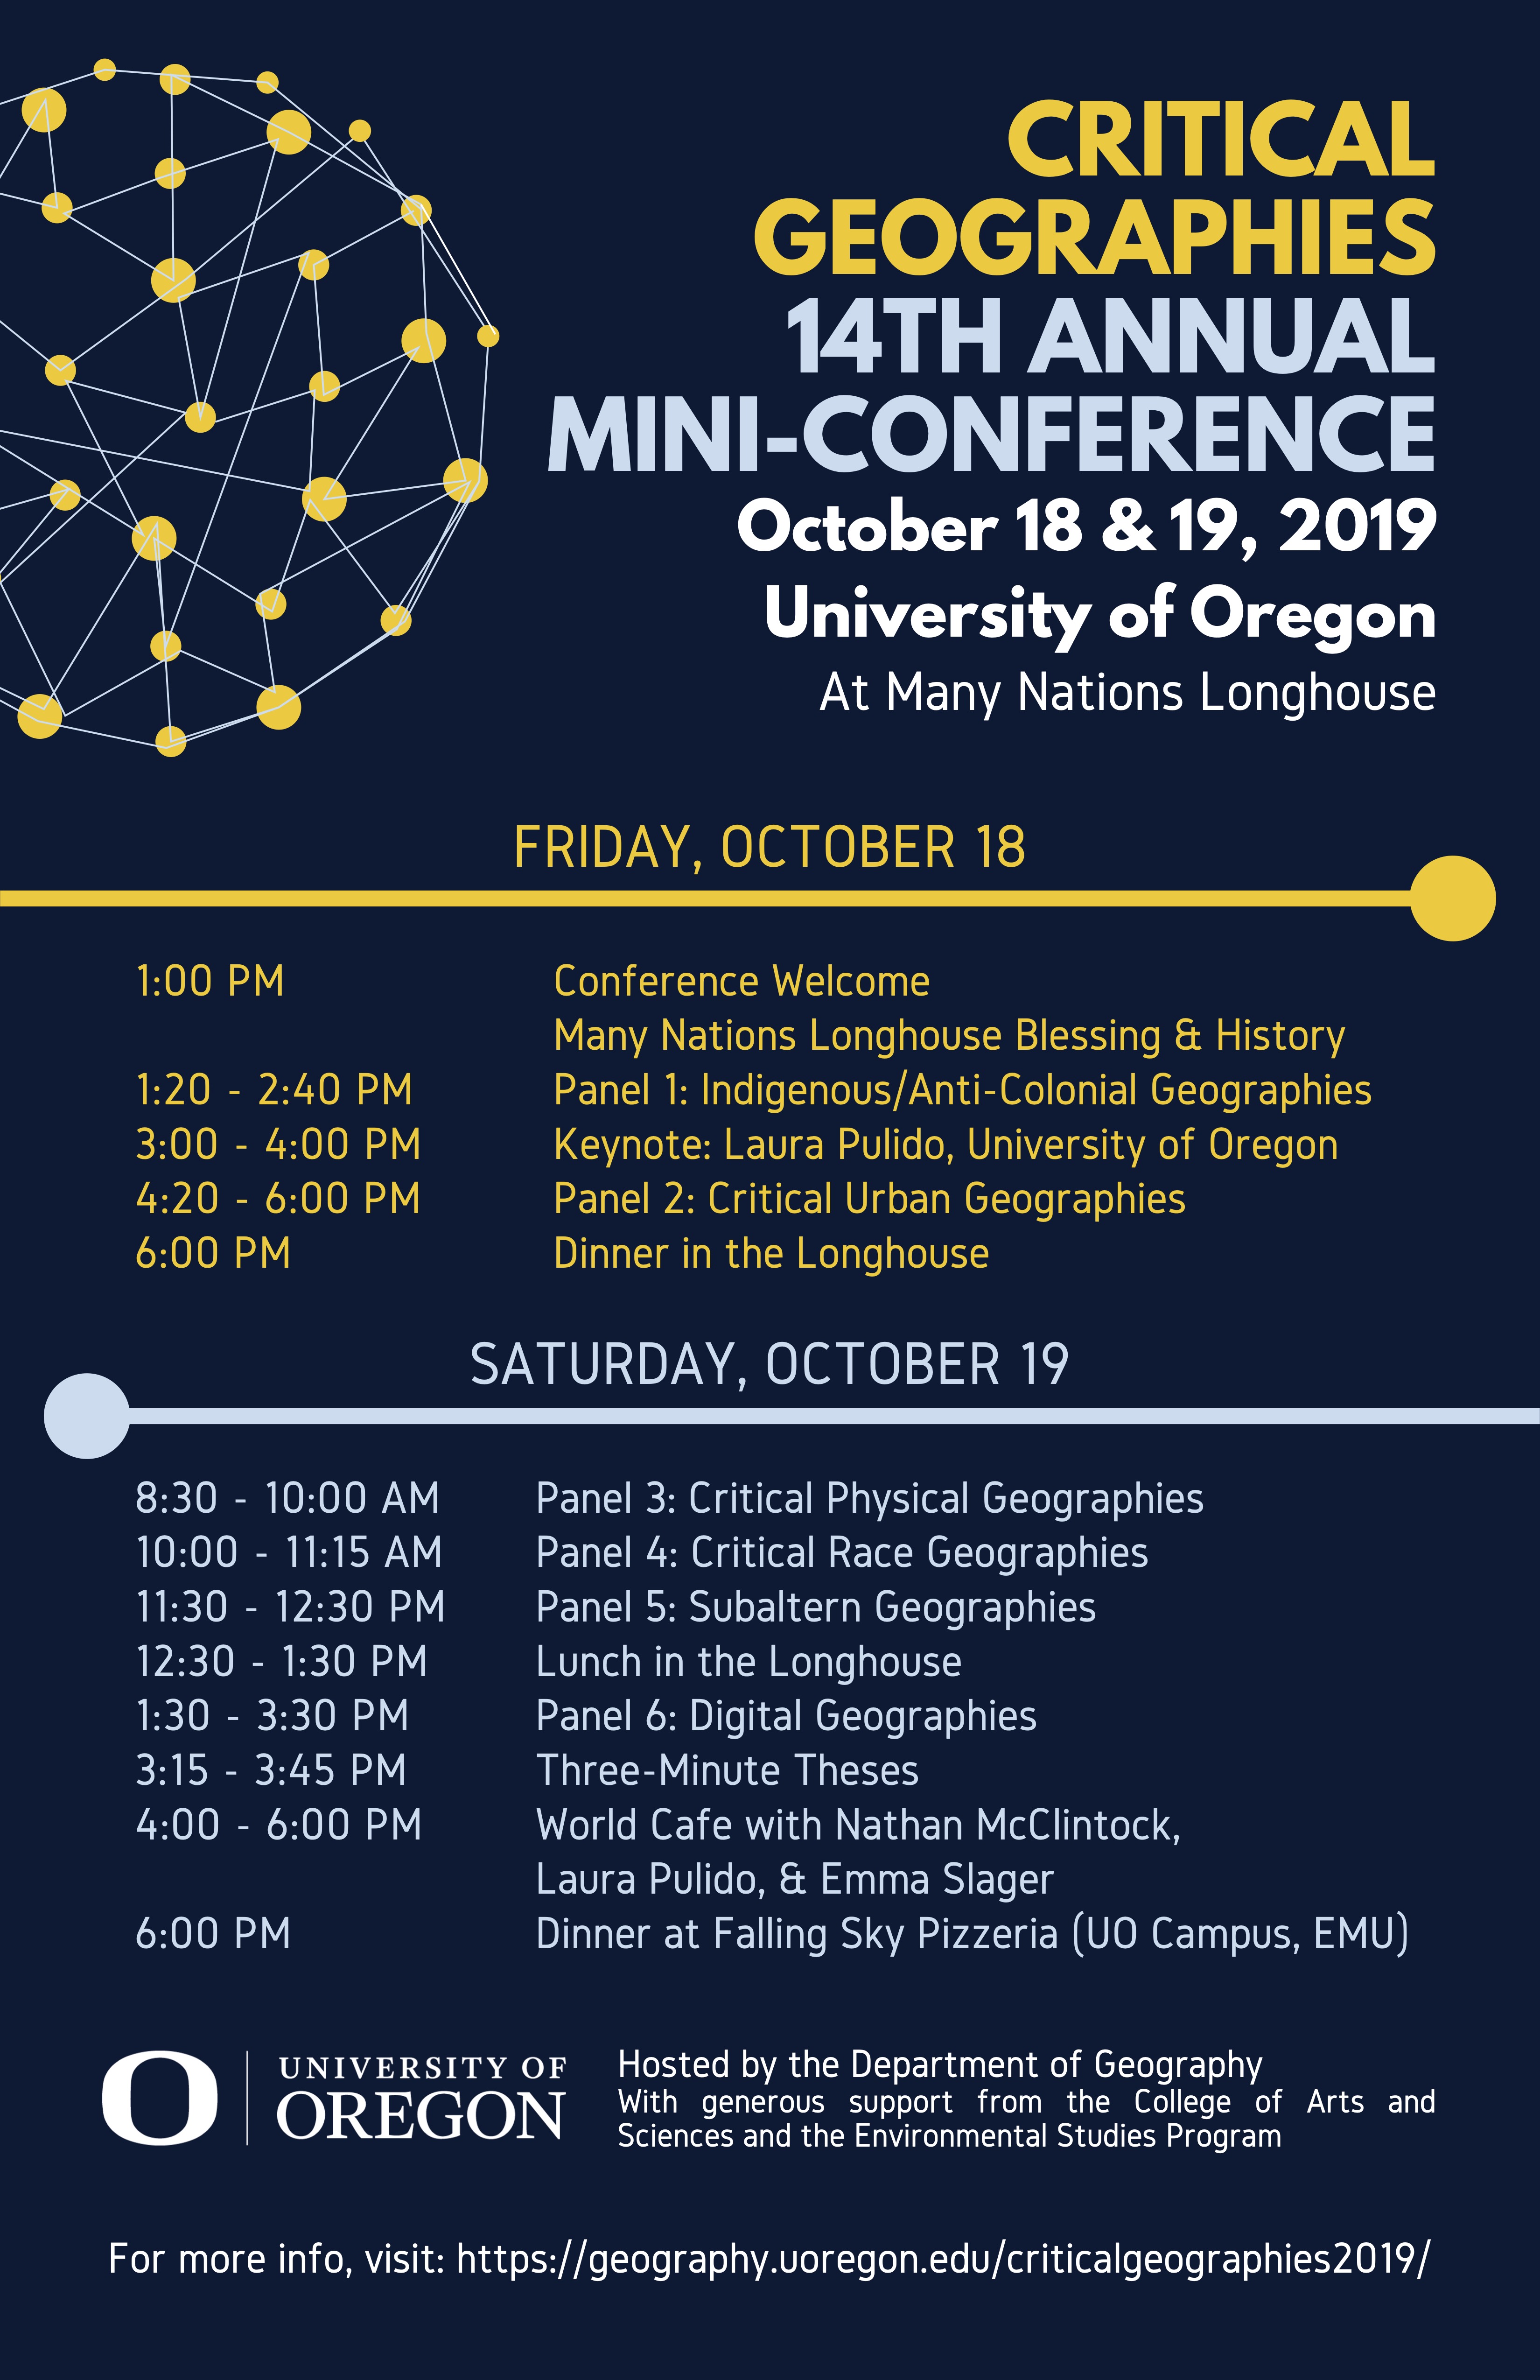 CRITICAL
GEOGRAPHIES
14TH ANNUAL
MINI-CONFERENCE
October 18 & 19, 2019
University of Oregon
At Many Nations Longhouse
FRIDAY, OCTOBER 18
1:00 PM Conference Welcome
Many Nations Longhouse Blessing & History
1:20 - 2:40 PM Panel 1: Indigenous/Anti-Colonial Geographies
3:00 - 4:00 PM Keynote: Laura Pulido, University of Oregon
4:20 - 6:00 PM Panel 2: Critical Urban Geographies
6:00 PM Dinner in the Longhouse
SATURDAY, OCTOBER 19
8:30 - 10:00 AM Panel 3: Critical Physical Geographies
10:00 - 11:15 AM Panel 4: Critical Race Geographies
11:30 - 12:30 PM Panel 5: Subaltern Geographies
12:30 - 1:30 PM Lunch in the Longhouse
1:30 - 3:30 PM Panel 6: Digital Geographies
3:15 - 3:45 PM Three-Minute Theses
4:00 - 6:00 PM World Cafe with Nathan McClintock,
Laura Pulido, & Emma Slager
6:00 PM Dinner at Falling Sky Pizzeria (UO Campus, EMU)
O
UNIVERSITY OF
OREGON
Hosted by the Department of Geography
With generous support from the College of Arts and
Sciences and the Environmental Studies Program
For more info, visit: https://geography.uoregon.edu/criticalgeographies2019/